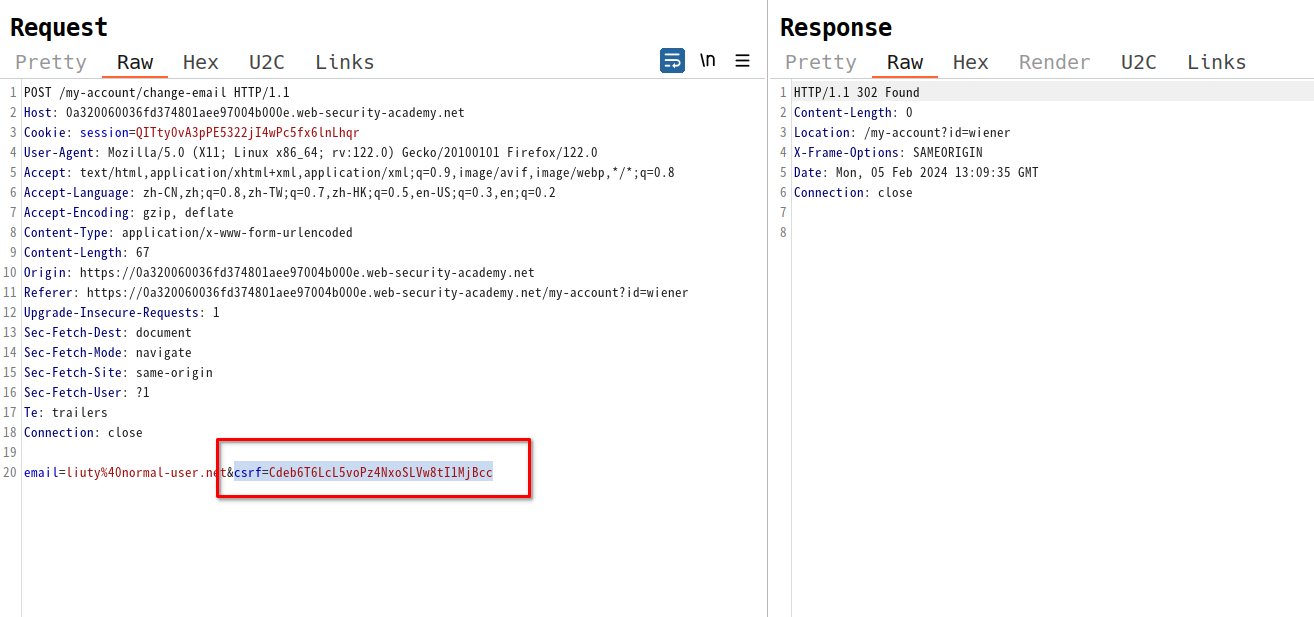 Request
Pretty Raw Hex U2C Links \n
1 POST /my-account/change-email HTTP/1.1
2 Host: 0a320060036fd374801aee97004b000e.web-security-academy.net
3 Cookie: session=QITty0vA3pPE5322jI4wPc5fx6lnLhqr
4 User-Agent: Mozilla/5.0 (X11; Linux x86_64; rv:122.0) Gecko/20100101 Firefox/122.0
5 Accept: text/html,application/xhtml+xml,application/xml;q=0.9,image/avif,image/webp,*/*;q=0.8
6 Accept-Language: zh-CN,zh;q=0.8,zh-TW;q=0.7,zh-HK;q=0.5,en-US;q=0.3,en;q=0.2
7 Accept-Encoding: gzip, deflate
8 Content-Type: application/x-www-form-urlencoded
9 Content-Length: 67
10 Origin: https://0a320060036fd374801aee97004b000e.web-security-academy.net
11 Referer: https://0a320060036fd374801aee97004b000e.web-security-academy.net/my-account?id=wiener
12 Upgrade-Insecure-Requests: 1
13 Sec-Fetch-Dest: document
14 Sec-Fetch-Mode: navigate
15 Sec-Fetch-Site: same-origin
16 Sec-Fetch-User: ?1
17 Te: trailers
18 Connection: close
19
20 email=liuty%40normal-user.net&csrf=Cdeb6T6LcL5voPz4NxoSLVw8tI1MjBcc
Response
Pretty Raw Hex Render U2C Links
1 HTTP/1.1 302 Found
2 Content-Length: 0
3 Location: /my-account?id=wiener
4 X-Frame-Options: SAMEORIGIN
5 Date: Mon, 05 Feb 2024 13:09:35 GMT
6 Connection: close
7
8